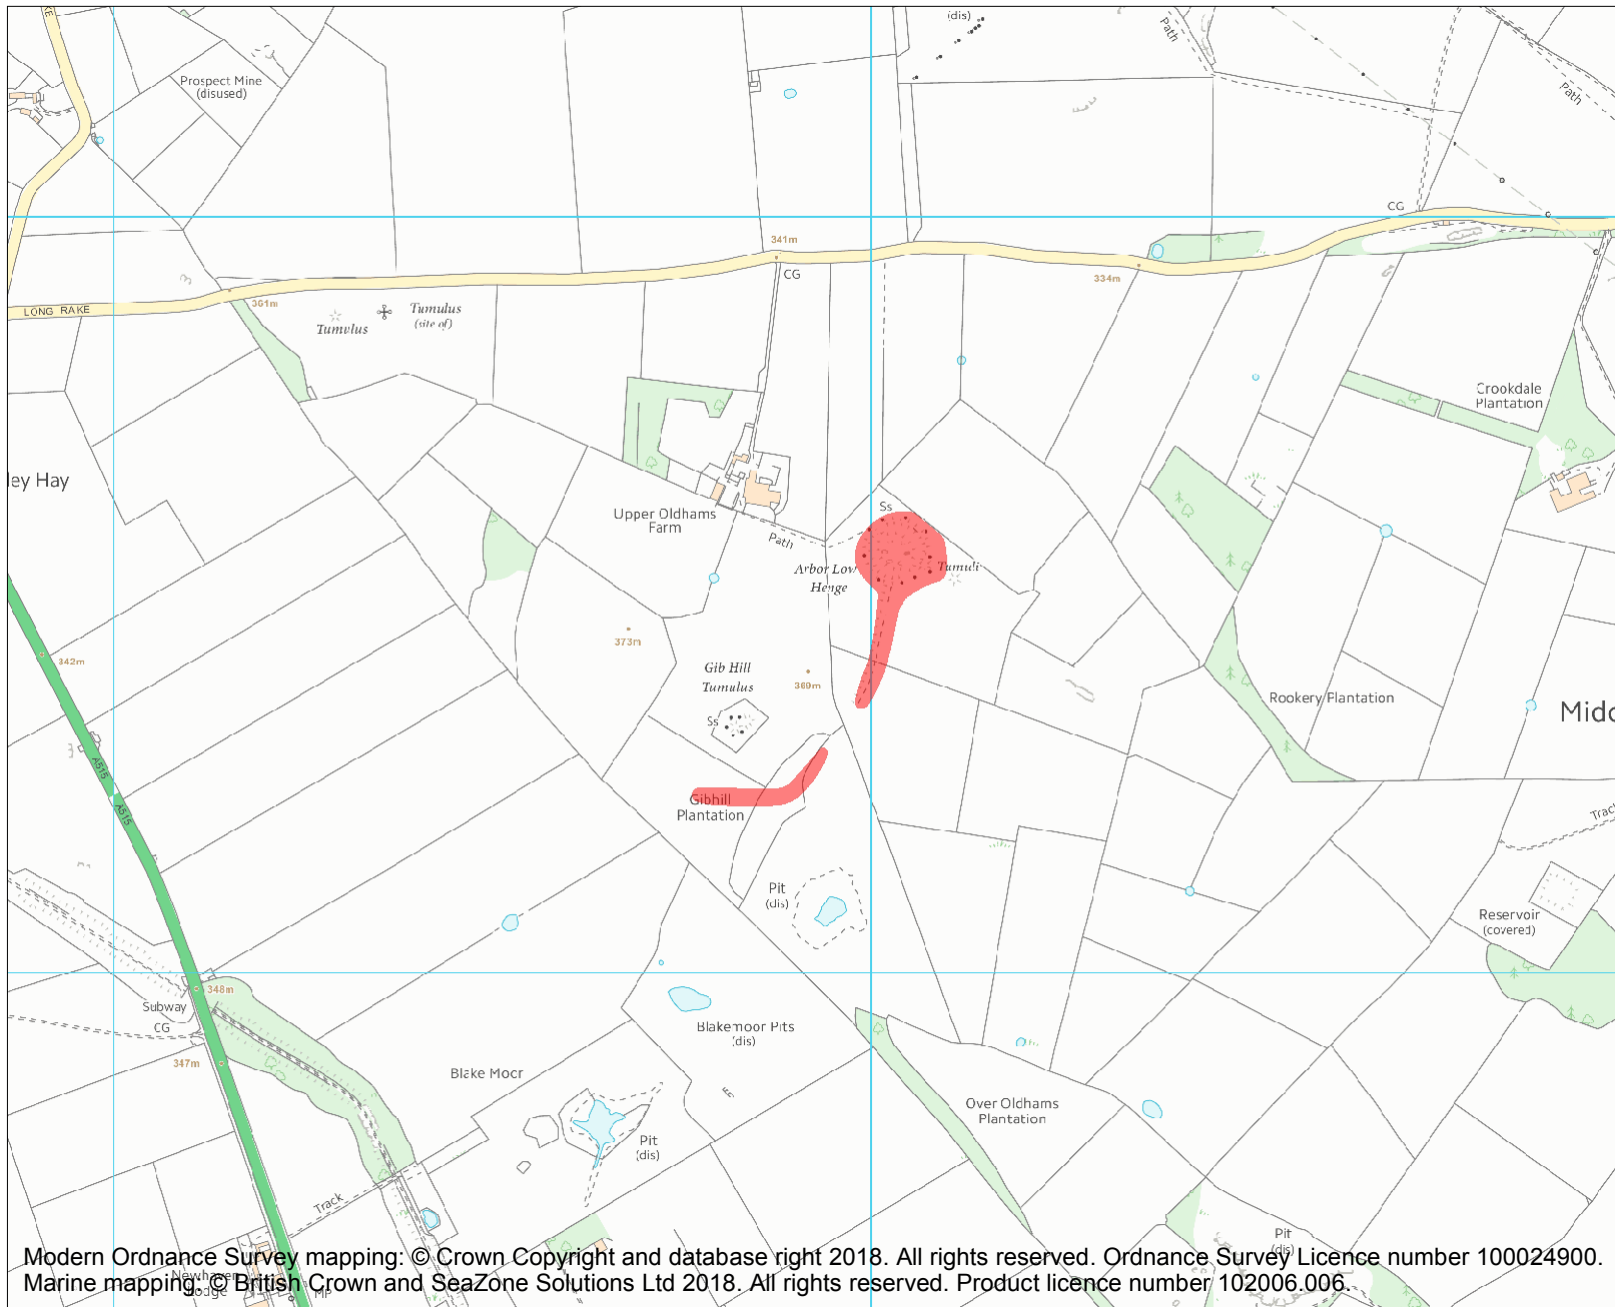 (dis)
Path
Prospect Mine
(disused)
Path
CG
341m
CG
334m
361m
LONG RAKE
Tumulus
Tumulus
(site of)
Crookdale
Plantation
ley Hay
Upper Oldhams
Farm
Ss
Path
Arbor Low
Henge
Tumuli
373m
342m
Gib Hill
Tumulus
369m
Ss
Rookery Plantation
Midd
A515
A515
Gibhill
Plantation
Track
Pit
(dis)
Reservoir
(covered)
348m
Subway
CG
347m
Blakemoor Pits
(dis)
Blake Moor
Over Oldhams
Plantation
Pit
(dis)
Track
Pit
(dis)
Modern Ordnance Survey mapping: © Crown Copyright and database right 2018. All rights reserved. Ordnance Survey Licence number 100024900.
Newhaven
Lodge
MP
Marine mapping: © British Crown and SeaZone Solutions Ltd 2018. All rights reserved. Product licence number 102006.006.